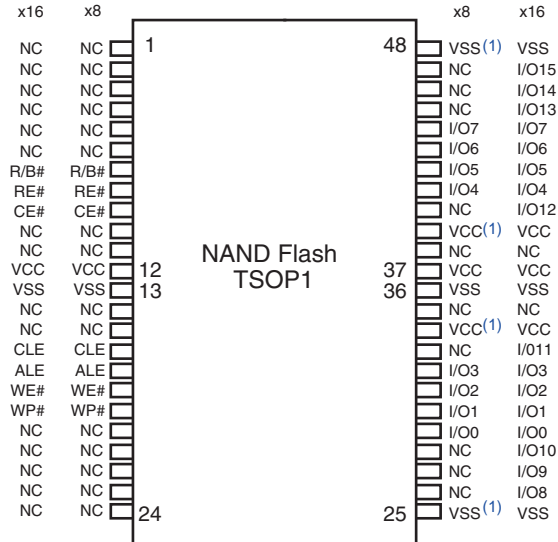 x16 x8 x8 x16
NC NC 1 48 VSS(1) VSS
NC NC NC I/O15
NC NC NC I/O14
NC NC NC I/O13
NC NC I/O7 I/O7
NC NC I/O6 I/O6
R/B# R/B# I/O5 I/O5
RE# RE# I/O4 I/O4
CE# CE# NC I/O12
NC NC VCC(1) VCC
NC NC NAND Flash NC NC
VCC VCC 12 TSOP1 37 VCC VCC
VSS VSS 13 36 VSS VSS
NC NC NC NC
NC NC VCC(1) VCC
CLE CLE NC I/011
ALE ALE I/O3 I/O3
WE# WE# I/O2 I/O2
WP# WP# I/O1 I/O1
NC NC I/O0 I/O0
NC NC NC I/O10
NC NC NC I/O9
NC NC NC I/O8
NC NC 24 25 VSS(1) VSS